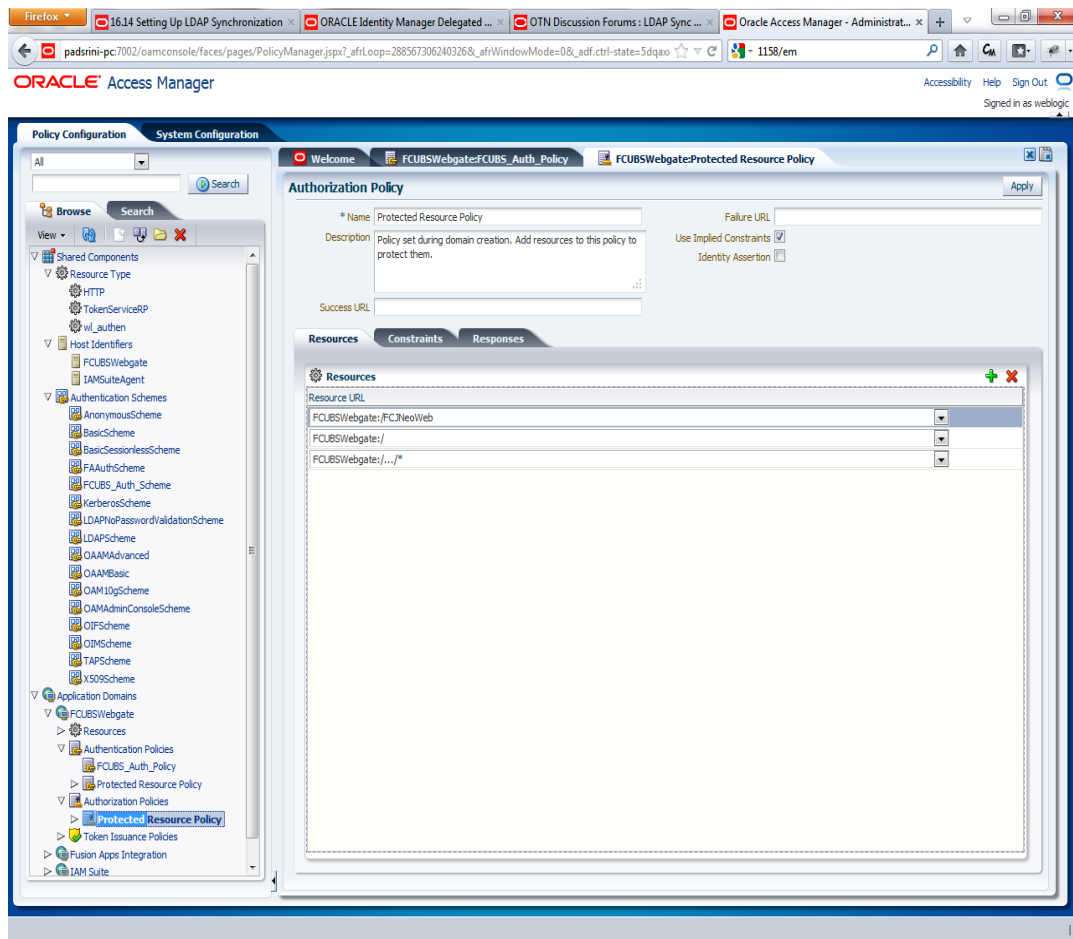 Firefox
16.14 Setting Up LDAP Synchronization
ORACLE Identity Manager Delegated ...
OTN Discussion Forums : LDAP Sync ...
Oracle Access Manager - Administrat...
padsrini-pc:7002/oamconsole/faces/pages/PolicyManager.jspx?_afrLoop=288567306240326&_afrWindowMode=0&_adf.ctrl-state=5dqax
1158/em
ORACLE Access Manager
Accessibility Help Sign Out
Signed in as weblogic
Policy Configuration
System Configuration
All
Search
Browse
Search
View
Shared Components
Resource Type
HTTP
TokenServiceRP
wl_authen
Host Identifiers
FCUBSWebgate
IAMSuiteAgent
Authentication Schemes
AnonymousScheme
BasicScheme
BasicSessionlessScheme
FAAuthScheme
FCUBS_Auth_Scheme
KerberosScheme
LDAPNoPasswordValidationScheme
LDAPScheme
OAAMAdvanced
OAAMBasic
OAM10gScheme
OAMAdminConsoleScheme
OIFScheme
OIMScheme
TAPScheme
X509Scheme
Application Domains
FCUBSWebgate
Resources
Authentication Policies
FCUBS_Auth_Policy
Protected Resource Policy
Authorization Policies
Protected Resource Policy
Token Issuance Policies
Fusion Apps Integration
IAM Suite
Welcome
FCUBSWebgate:FCUBS_Auth_Policy
FCUBSWebgate:Protected Resource Policy
Authorization Policy
Apply
* Name Protected Resource Policy
Description Policy set during domain creation. Add resources to this policy to
protect them.
Success URL
Failure URL
Use Implied Constraints
Identity Assertion
Resources
Constraints
Responses
Resources
Resource URL
FCUBSWebgate:/FCJNeoWeb
FCUBSWebgate:/
FCUBSWebgate:/.../*